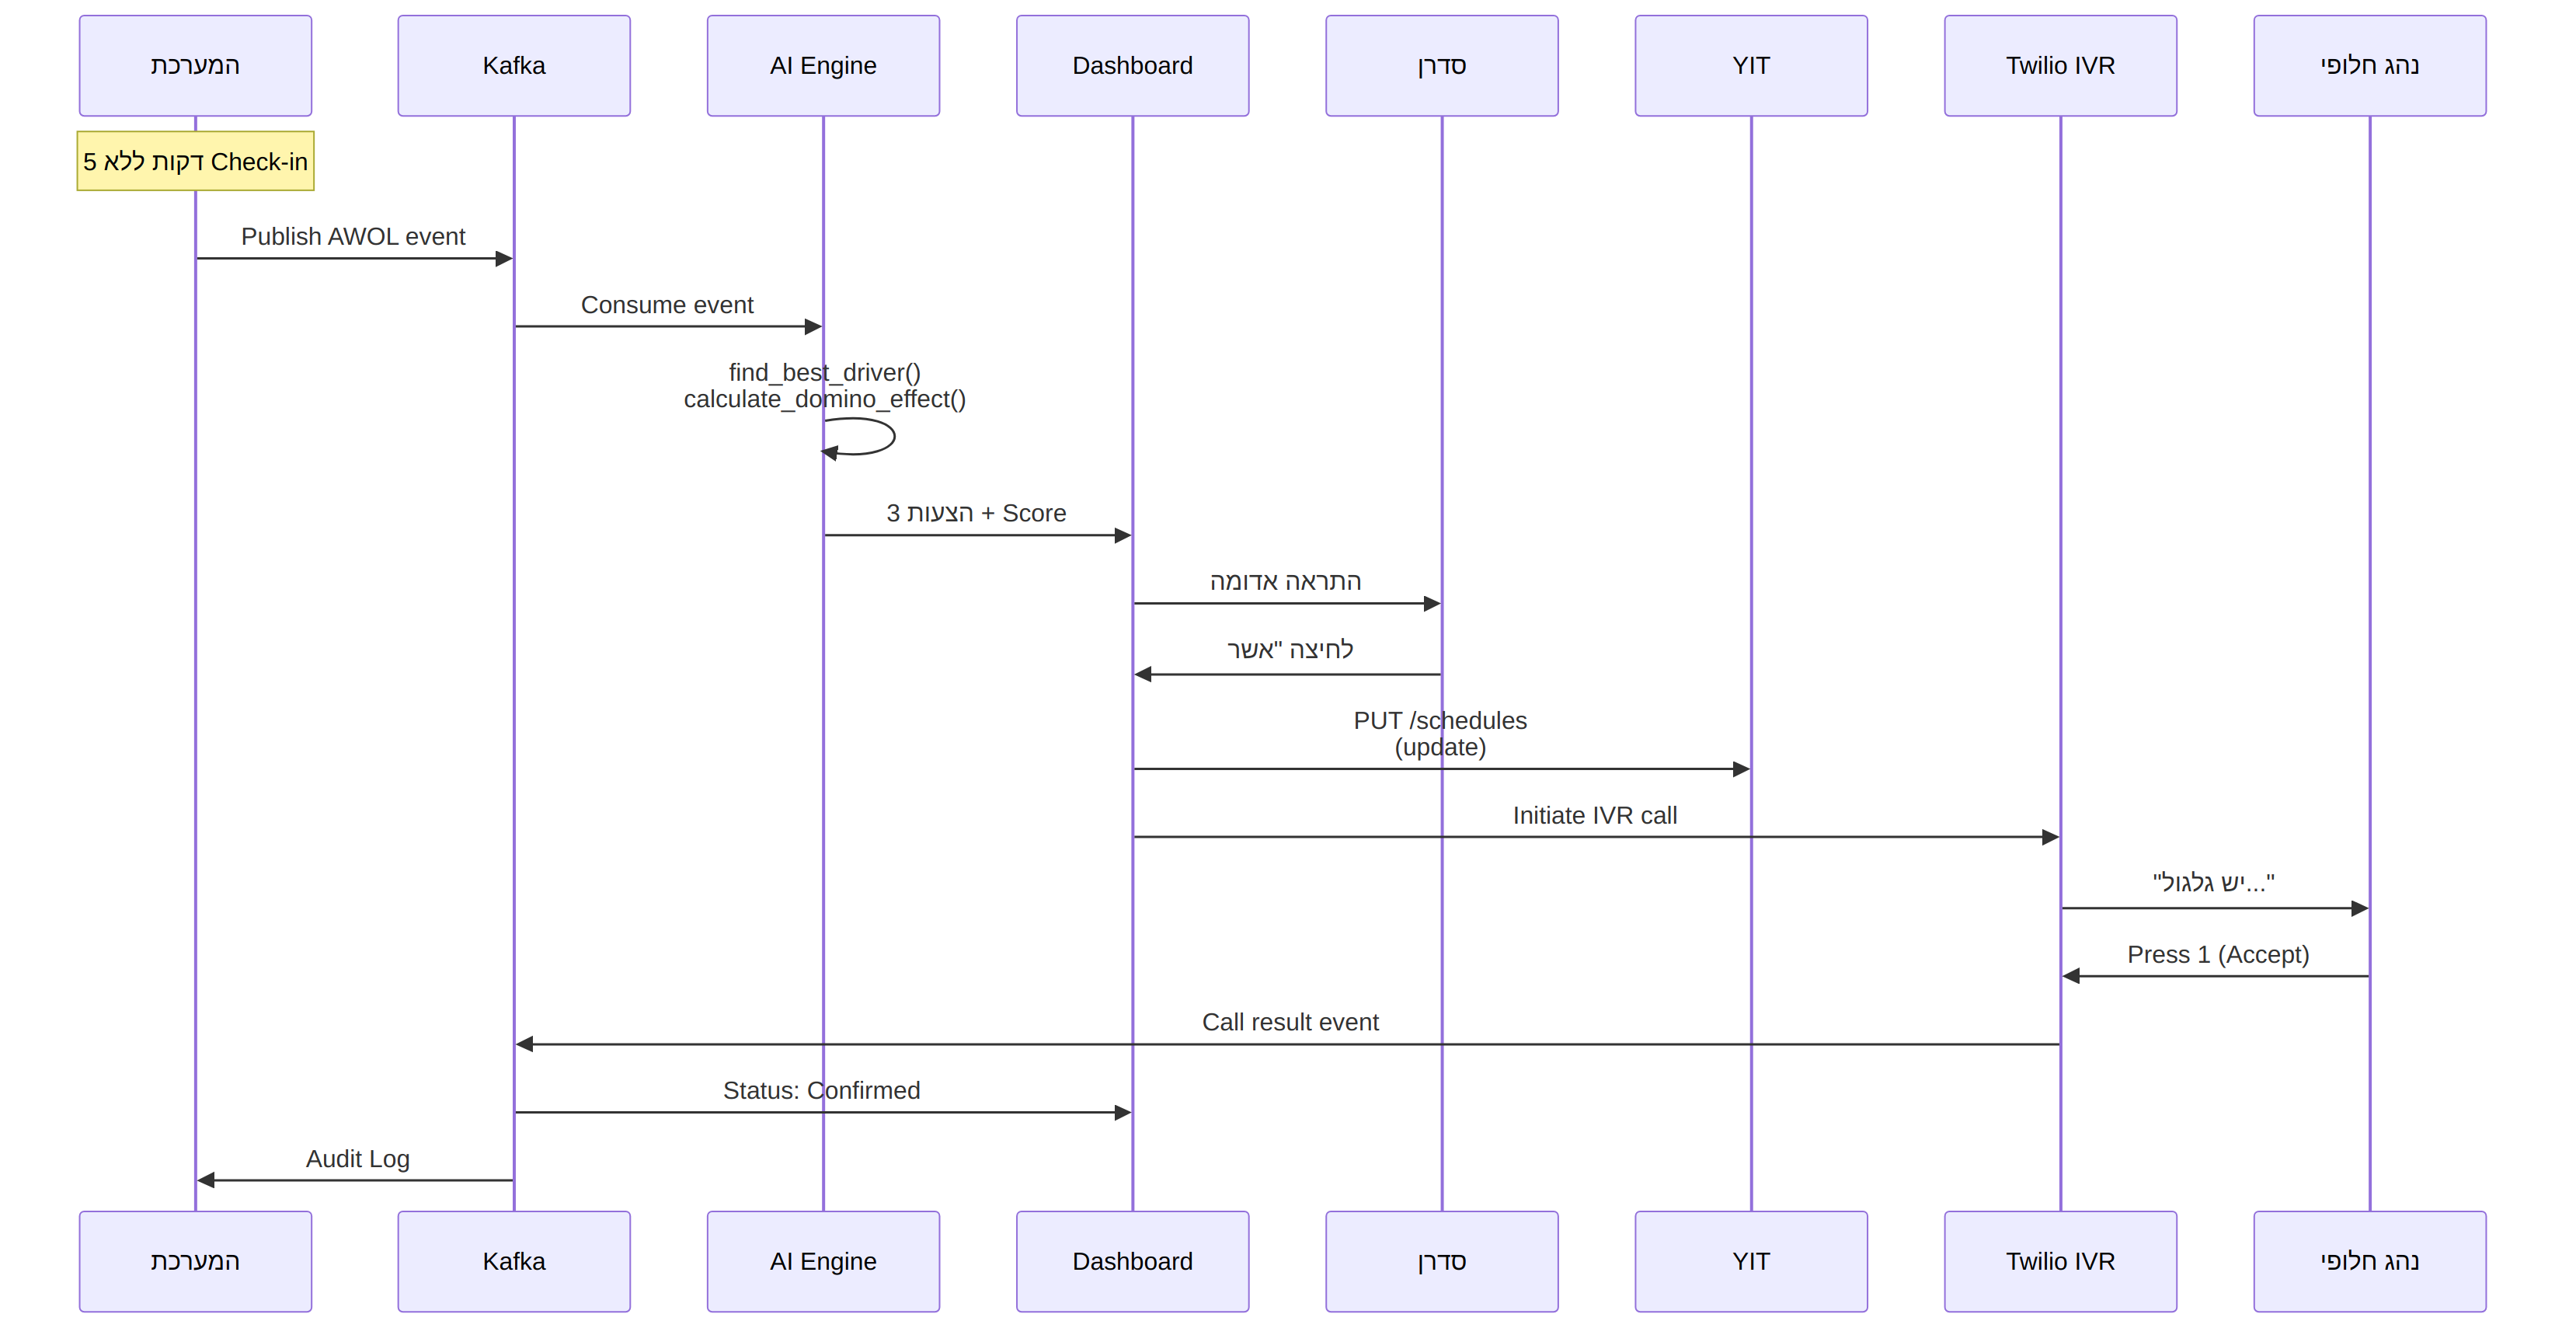 המערכת
Kafka
AI Engine
Dashboard
סדרן
YIT
Twilio IVR
נהג חלופי
5 דקות ללא Check-in
Publish AWOL event
Consume event
find_best_driver()
calculate_domino_effect()
3 הצעות + Score
התראה אדומה
לחיצה "אשר
PUT /schedules
(update)
Initiate IVR call
"יש גלגול..."
Press 1 (Accept)
Call result event
Status: Confirmed
Audit Log
המערכת
Kafka
AI Engine
Dashboard
סדרן
YIT
Twilio IVR
נהג חלופי